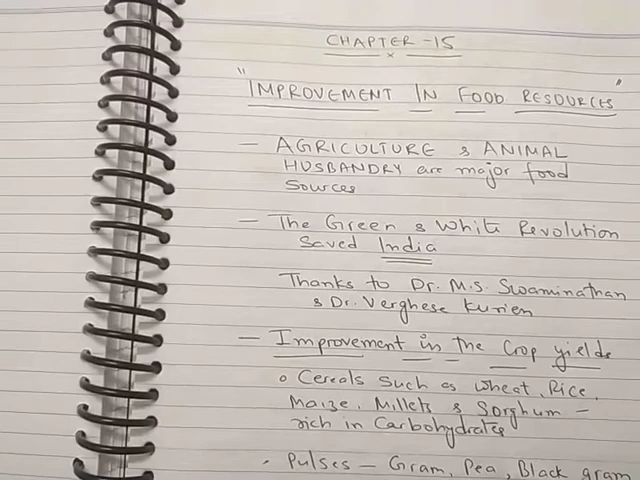 CHAPTER - 15
"IMPROVEMENT IN FOOD RESOURCES"
- AGRICULTURE & ANIMAL
HUSBANDRY are major food
Sources
- The Green & White Revolution
Saved India
Thanks to Dr. M.S. Swaminathan
& Dr. Verghese Kurien
- Improvement in the Crop yields
o Cereals such as wheat, Rice,
Maize, Millets & Sorghum -
rich in Carbohydrates
• Pulses - Gram, Pea, Black gram